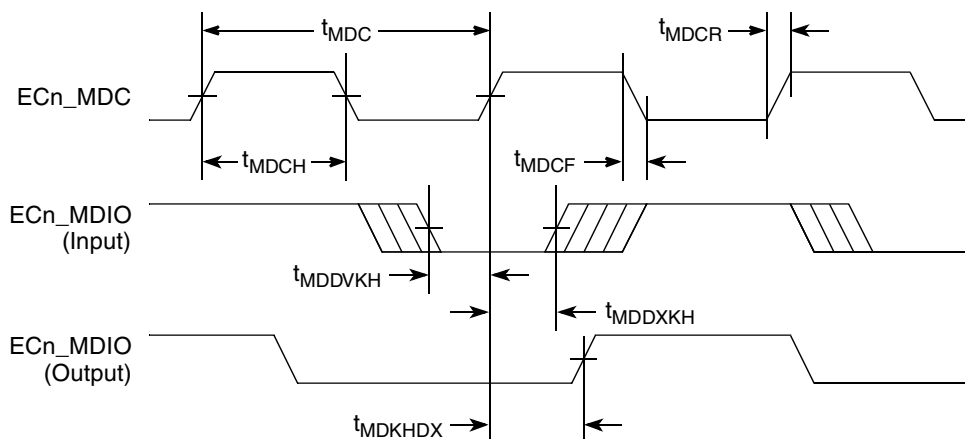 tMDC
tMDCR
ECn_MDC
tMDCH
tMDCF
ECn_MDIO
(Input)
tMDDVKH
tMDDXKH
ECn_MDIO
(Output)
tMDKHDX